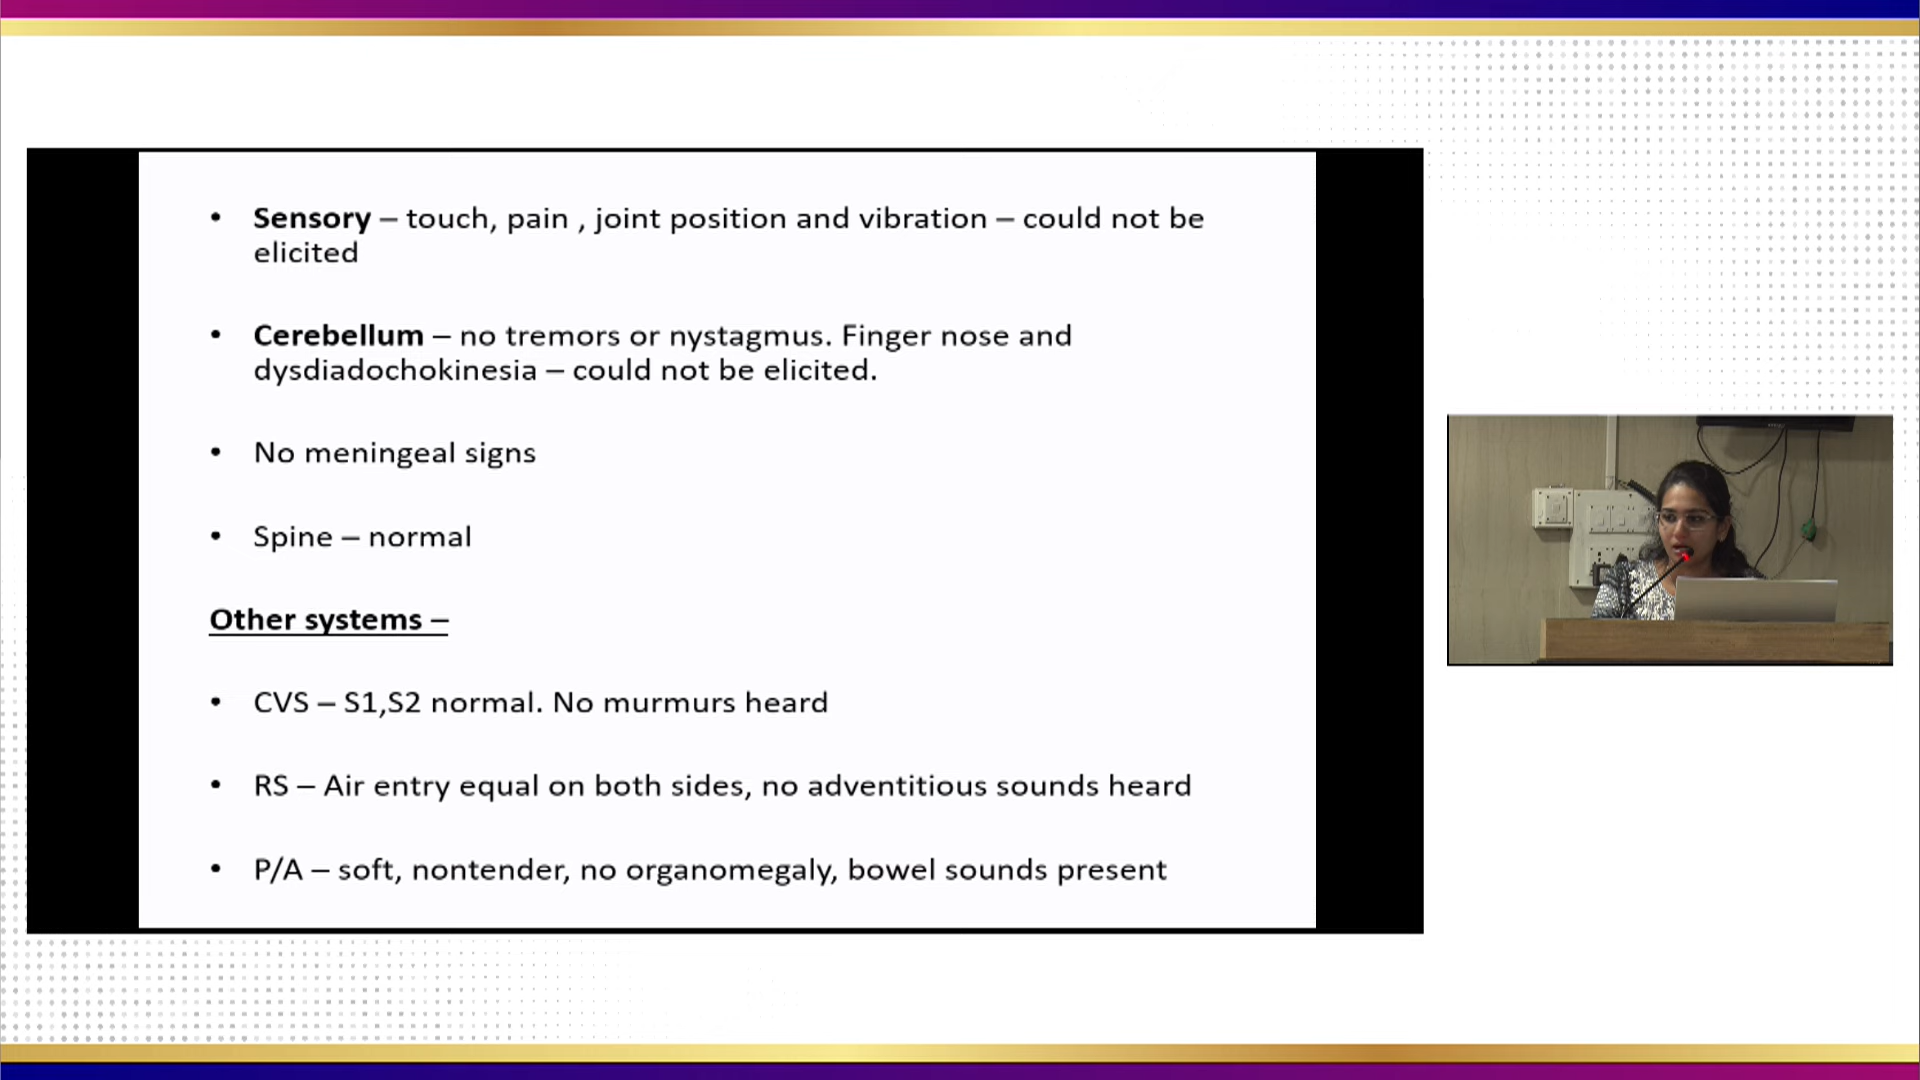 • Sensory – touch, pain , joint position and vibration – could not be
elicited
• Cerebellum – no tremors or nystagmus. Finger nose and
dysdiadochokinesia – could not be elicited.
• No meningeal signs
• Spine – normal
Other systems –
• CVS – S1,S2 normal. No murmurs heard
• RS – Air entry equal on both sides, no adventitious sounds heard
• P/A – soft, nontender, no organomegaly, bowel sounds present